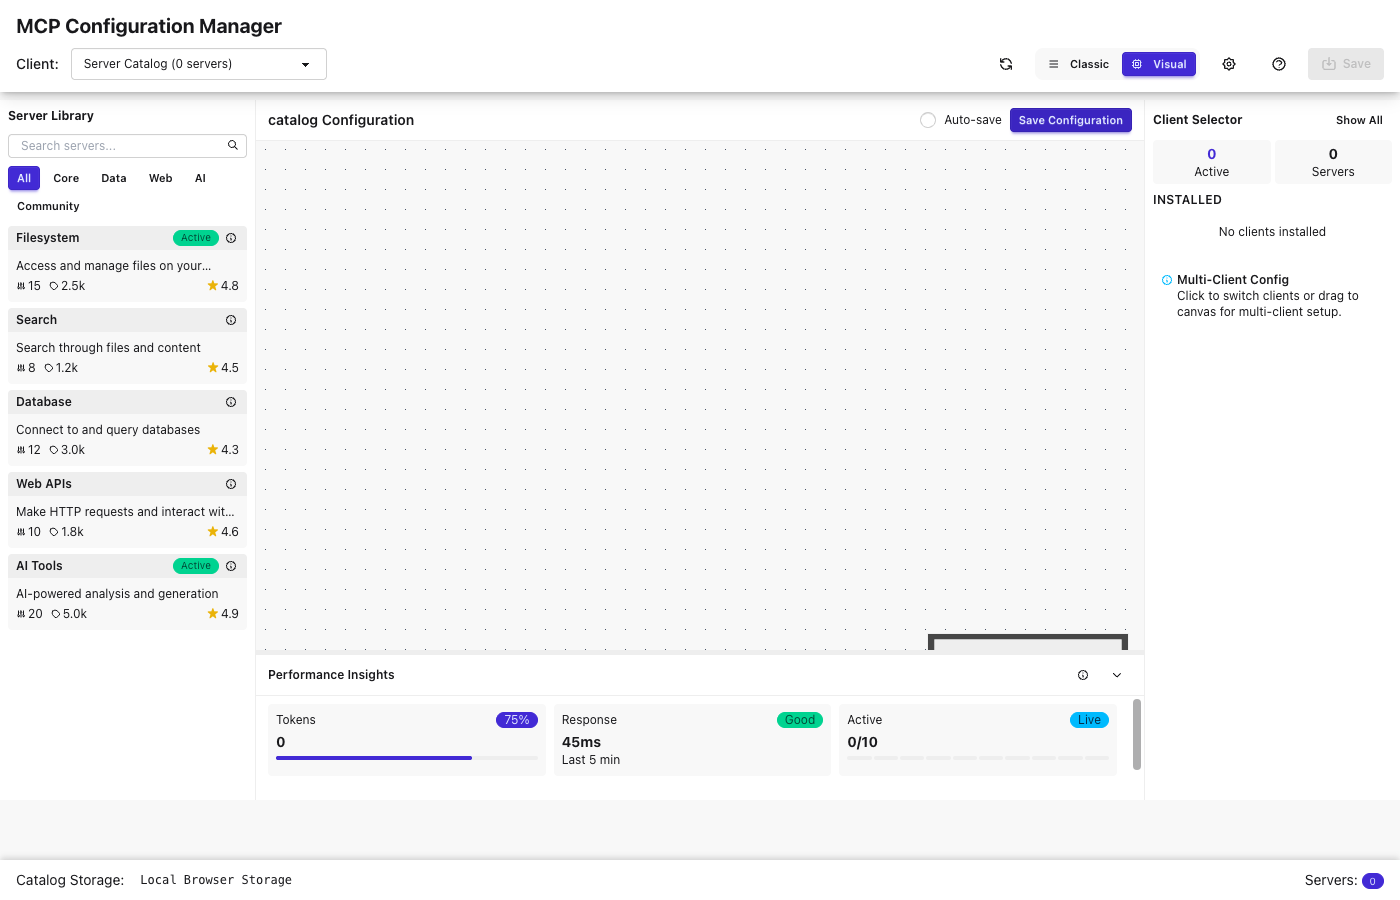 MCP Configuration Manager
Client: Server Catalog (0 servers) Classic Visual Save
Server Library
Search servers...
All Core Data Web AI
Community
Filesystem Active
Access and manage files on your...
15 2.5k 4.8
Search
Search through files and content
8 1.2k 4.5
Database
Connect to and query databases
12 3.0k 4.3
Web APIs
Make HTTP requests and interact wit...
10 1.8k 4.6
AI Tools Active
AI-powered analysis and generation
20 5.0k 4.9
catalog Configuration Auto-save Save Configuration
Performance Insights
Tokens 75%
0
Response Good
45ms
Last 5 min
Active Live
0/10
Client Selector Show All
0 Active
0 Servers
INSTALLED
No clients installed
Multi-Client Config
Click to switch clients or drag to
canvas for multi-client setup.
Catalog Storage: Local Browser Storage Servers: 0